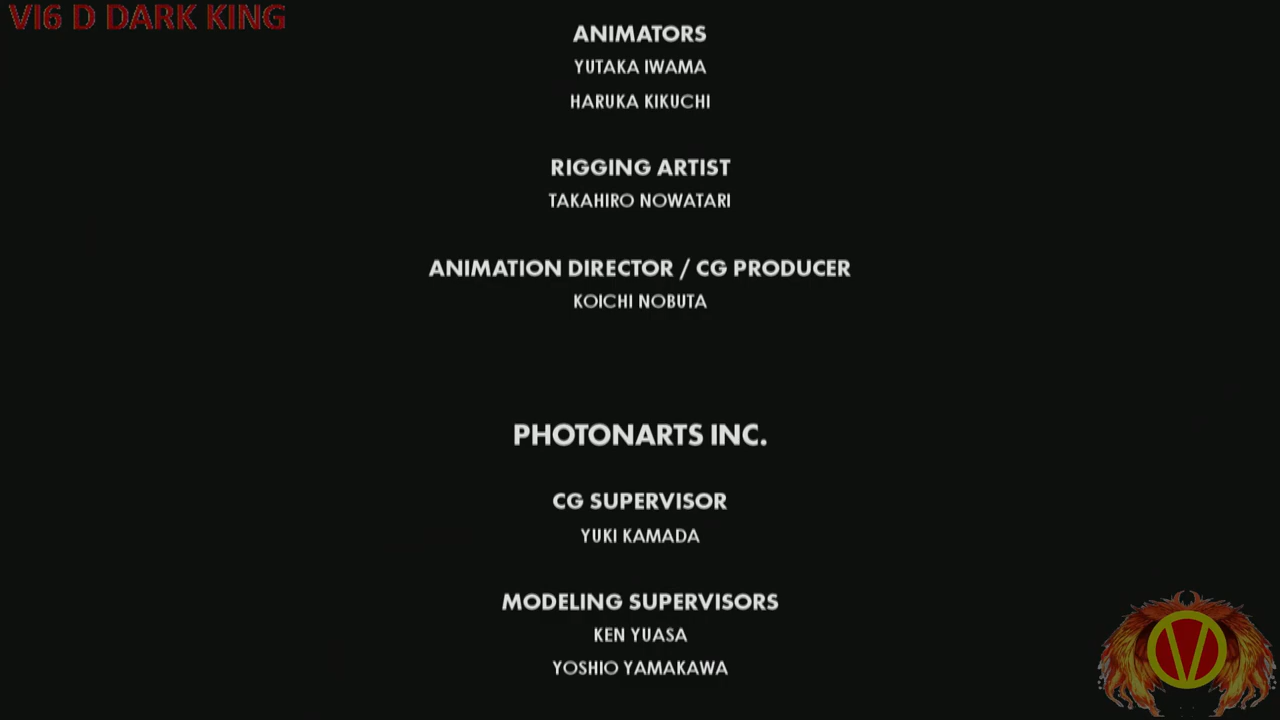 VI6 D DARK KING
ANIMATORS
YUTAKA IWAMA
HARUKA KIKUCHI
RIGGING ARTIST
TAKAHIRO NOWATARI
ANIMATION DIRECTOR / CG PRODUCER
KOICHI NOBUTA
PHOTONARTS INC.
CG SUPERVISOR
YUKI KAMADA
MODELING SUPERVISORS
KEN YUASA
YOSHIO YAMAKAWA
V